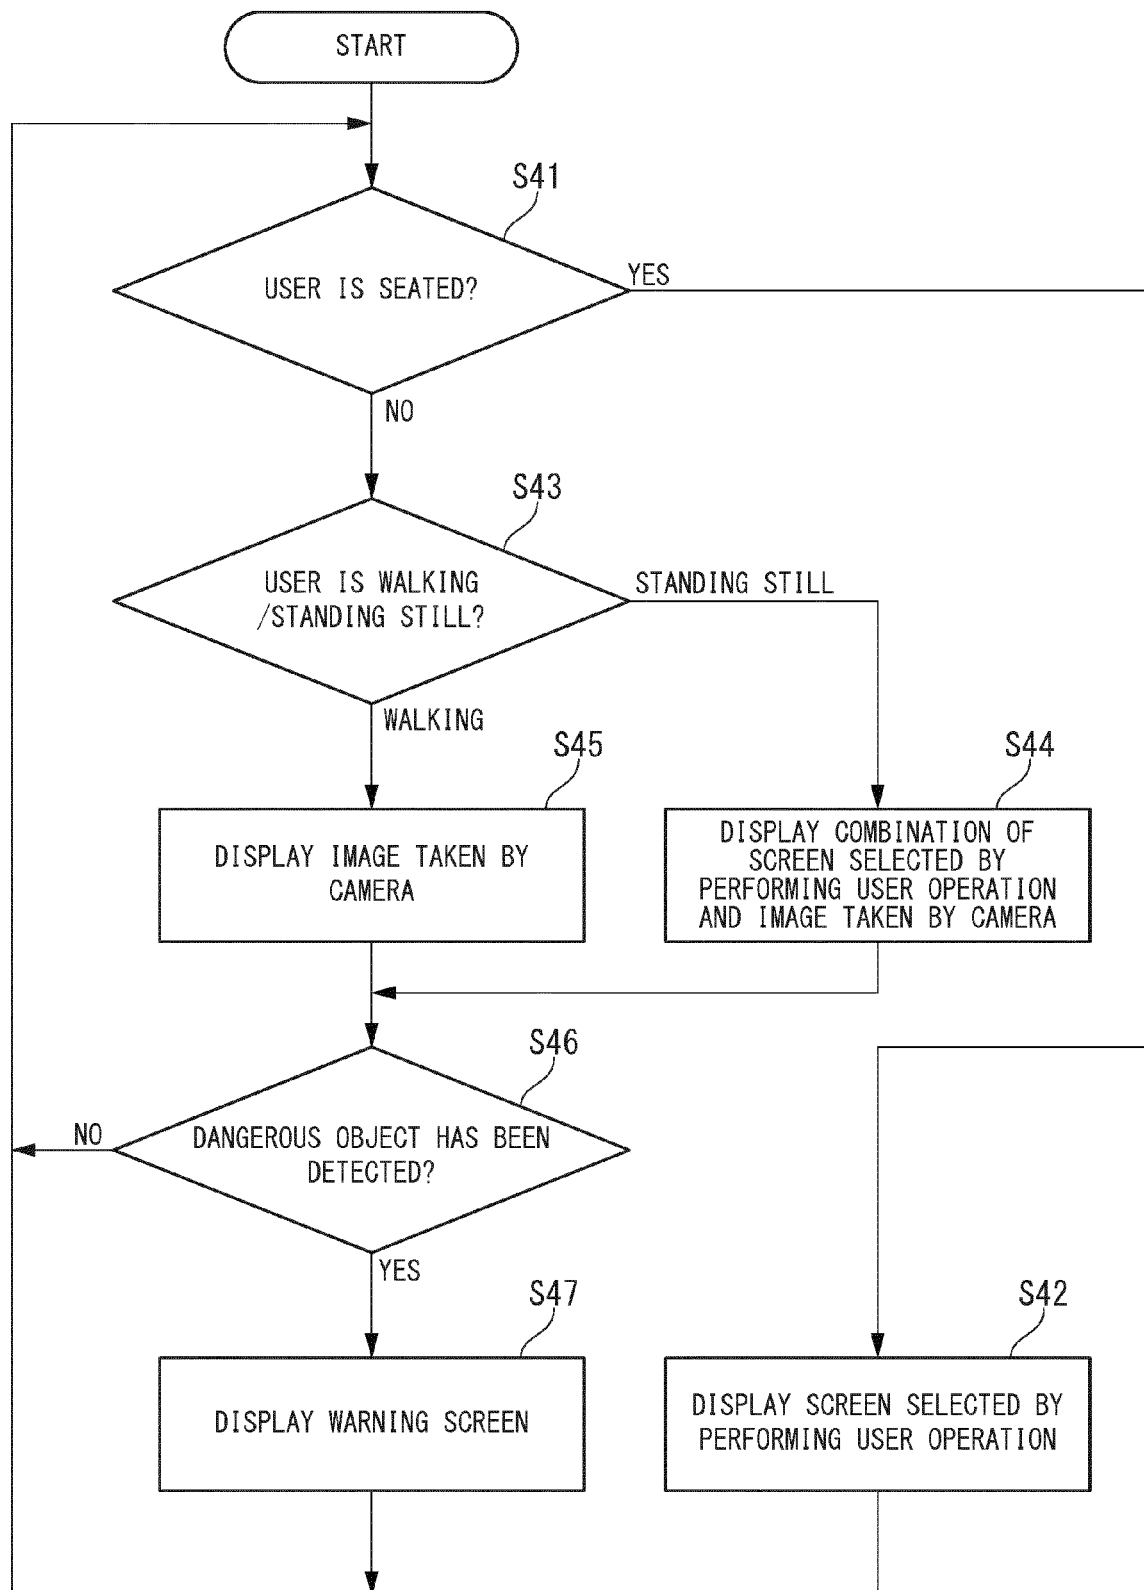 START
S41
USER IS SEATED?
YES
NO
S43
USER IS WALKING
/STANDING STILL?
STANDING STILL
WALKING
S45
DISPLAY IMAGE TAKEN BY
CAMERA
S44
DISPLAY COMBINATION OF
SCREEN SELECTED BY
PERFORMING USER OPERATION
AND IMAGE TAKEN BY CAMERA
S46
NO
DANGEROUS OBJECT HAS BEEN
DETECTED?
YES
S47
DISPLAY WARNING SCREEN
S42
DISPLAY SCREEN SELECTED BY
PERFORMING USER OPERATION